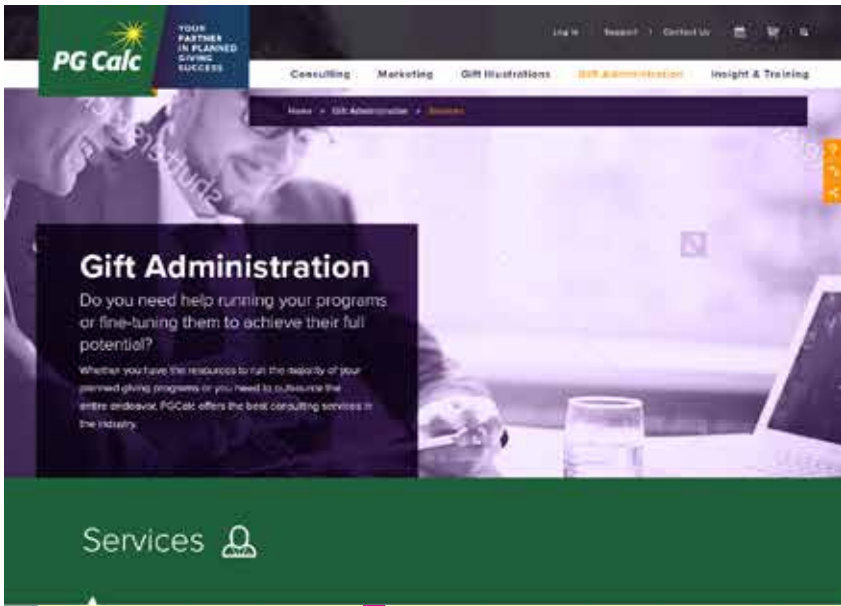 YOUR
PARTNER
IN PLANNED
GIVING
SUCCESS
PG Calc
Log In Support Contact Us
Consulting Marketing Gift Illustrations Gift Administration Insight & Training
Home > Gift Administration > Services
Gift Administration
Do you need help running your programs
or fine-tuning them to achieve their full
potential?
Whether you have the resources to run the majority of your
planned giving programs or you need to outsource the
entire endeavor, PGCalc offers the best consulting services in
the industry.
Services